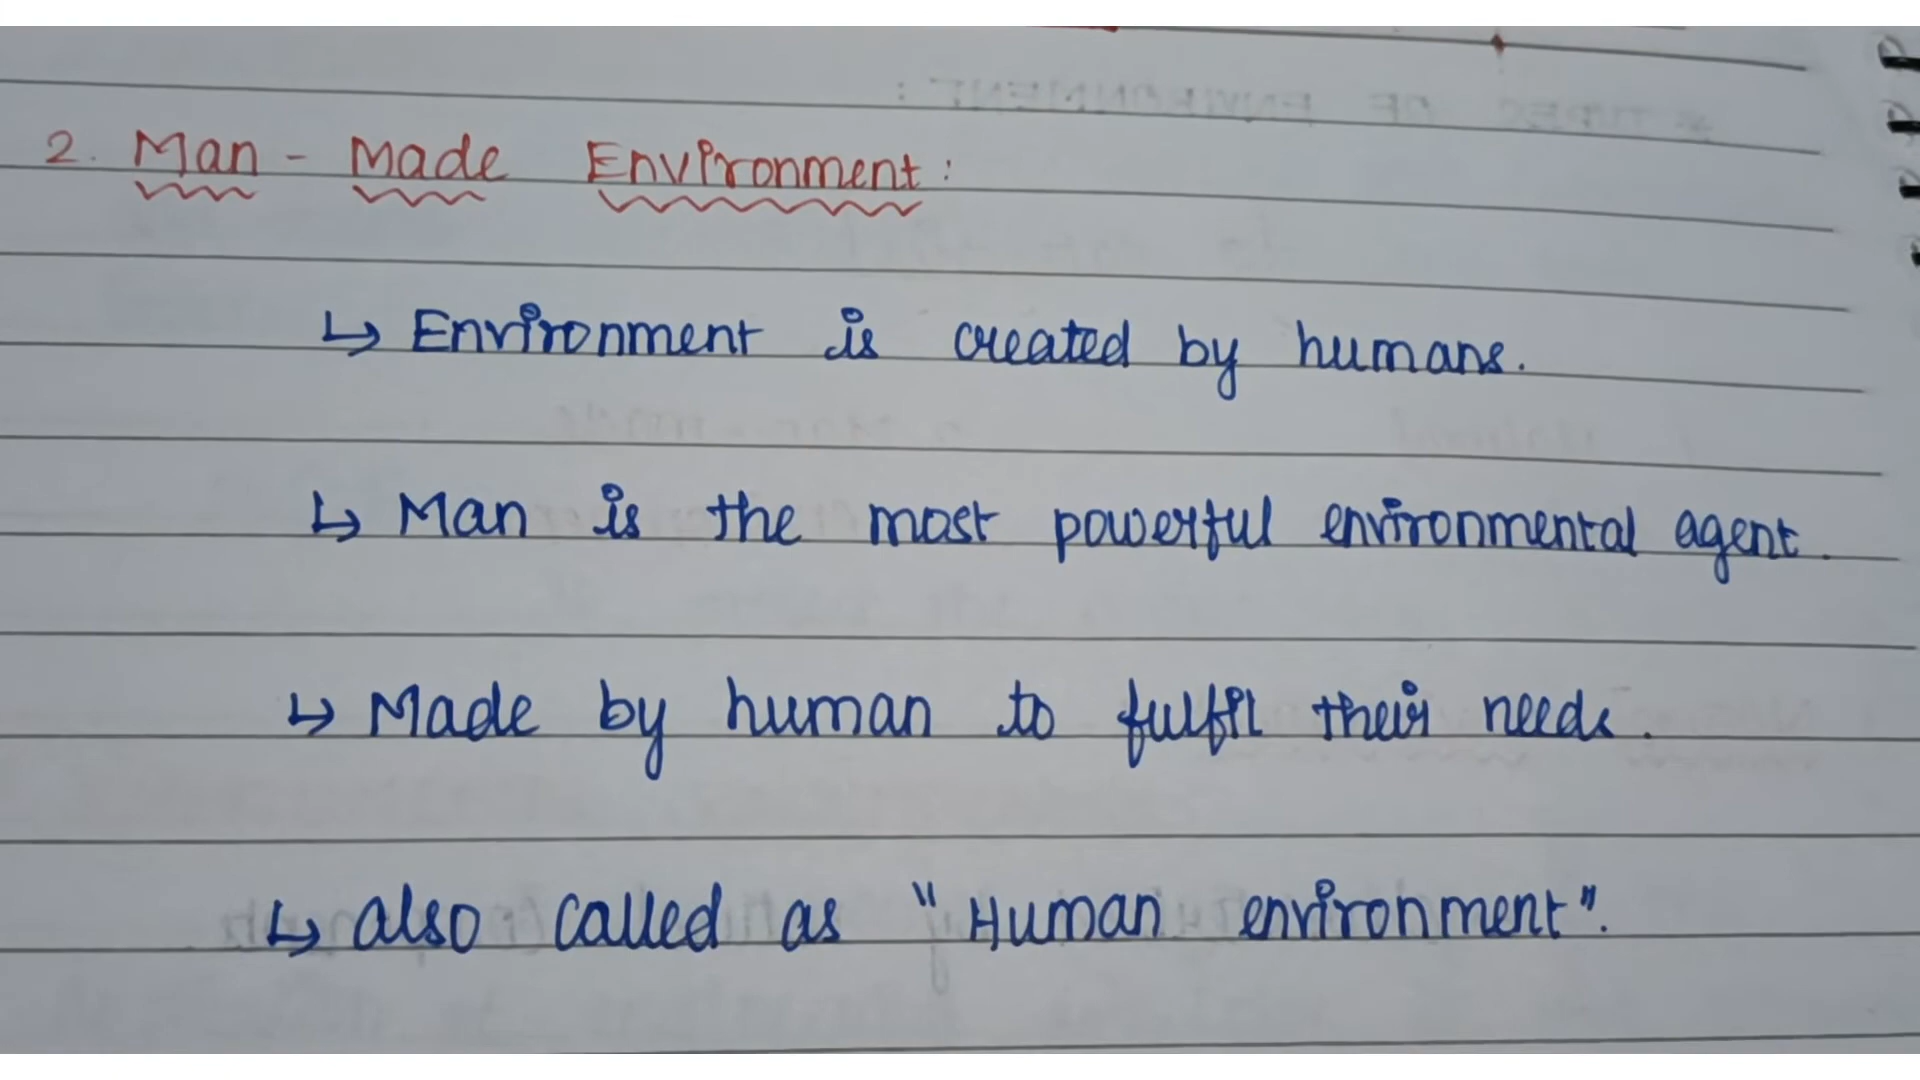 2. Man - Made Environment:
↳ Environment is created by humans.
↳ Man is the most powerful environmental agent.
↳ Made by human to fulfil their needs.
↳ also called as "Human environment".